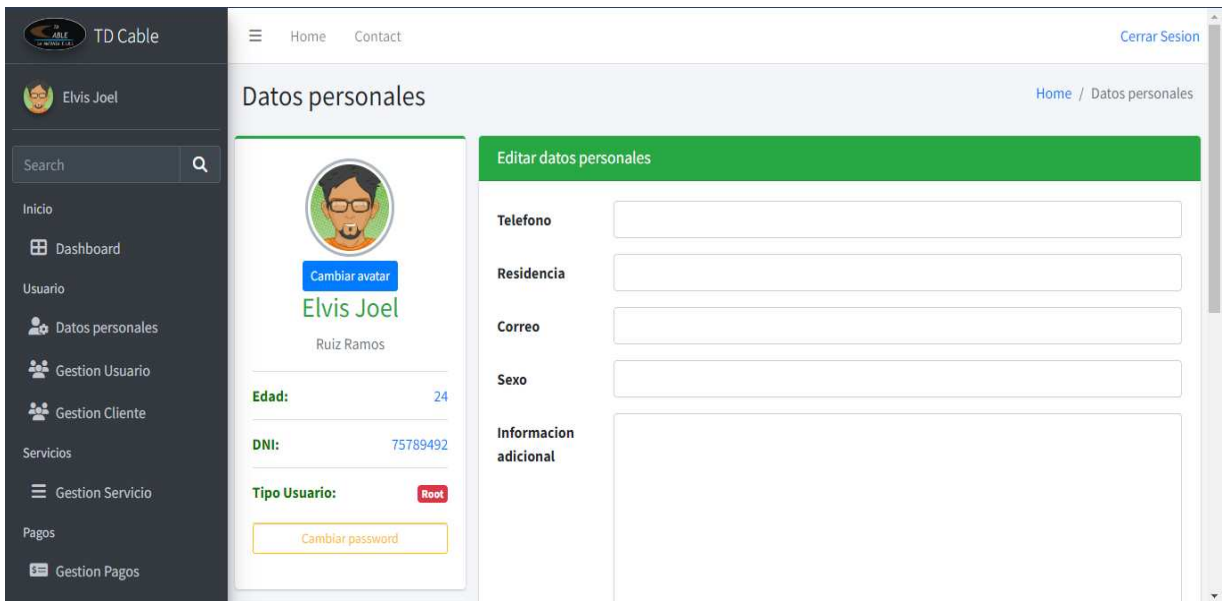 TD Cable
Home Contact
Cerrar Sesion
Elvis Joel
Search
Inicio
Dashboard
Usuario
Datos personales
Gestion Usuario
Gestion Cliente
Servicios
Gestion Servicio
Pagos
Gestion Pagos
Datos personales
Home / Datos personales
Cambiar avatar
Elvis Joel
Ruiz Ramos
Edad: 24
DNI: 75789492
Tipo Usuario: Root
Cambiar password
Editar datos personales
Telefono
Residencia
Correo
Sexo
Informacion
adicional